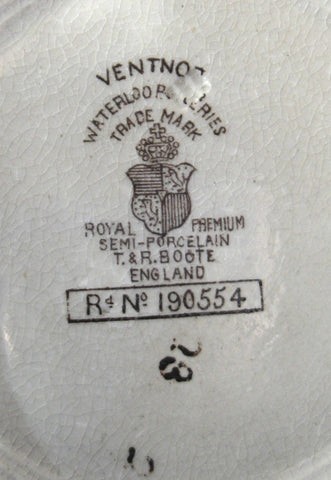 VENTNOR
WATERLOO POTTERIES
TRADE MARK
ROYAL PREMIUM
SEMI-PORCELAIN
T. & R. BOOTE
ENGLAND
Rd No 190554